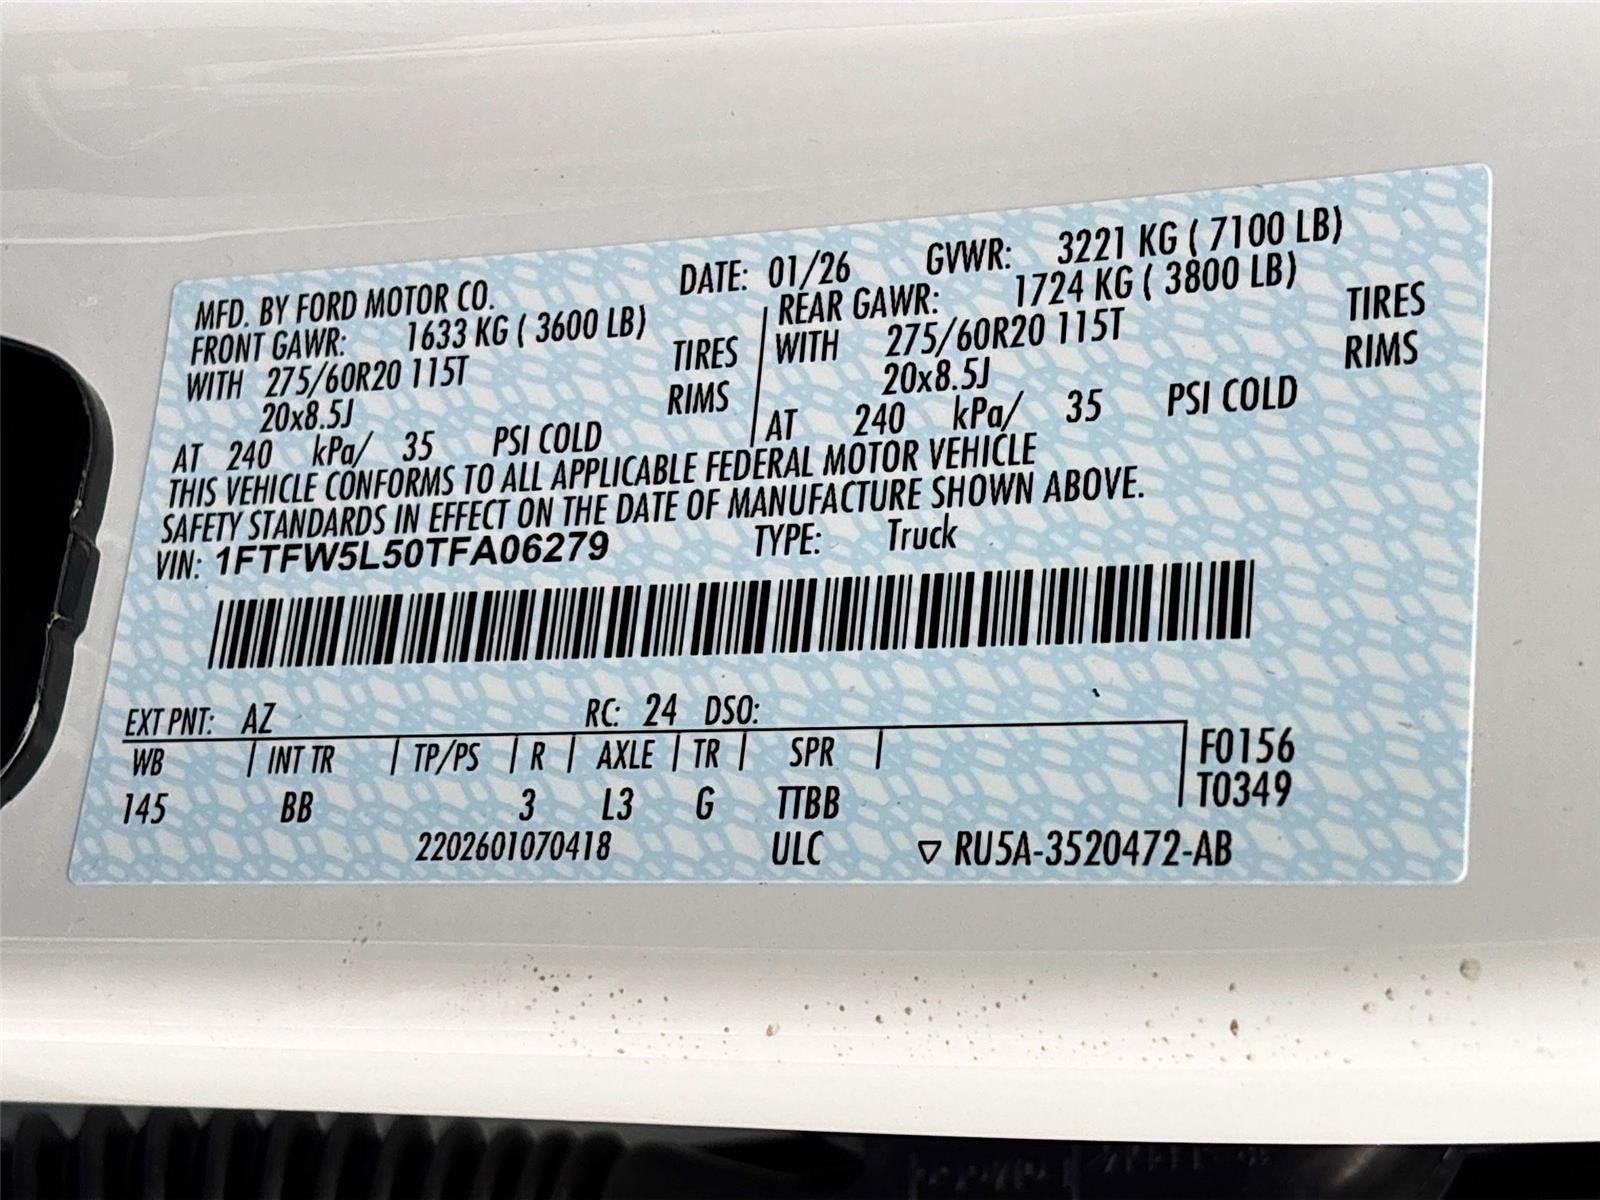 MFD. BY FORD MOTOR CO. DATE: 01/26 GVWR: 3221 KG ( 7100 LB)
FRONT GAWR: 1633 KG ( 3600 LB) REAR GAWR: 1724 KG ( 3800 LB)
WITH 275/60R20 115T TIRES WITH 275/60R20 115T TIRES
20x8.5J RIMS 20x8.5J RIMS
AT 240 kPa/ 35 PSI COLD AT 240 kPa/ 35 PSI COLD
THIS VEHICLE CONFORMS TO ALL APPLICABLE FEDERAL MOTOR VEHICLE
SAFETY STANDARDS IN EFFECT ON THE DATE OF MANUFACTURE SHOWN ABOVE.
VIN: 1FTFW5L50TFA06279 TYPE: Truck
EXT PNT: AZ RC: 24 DSO:
WB INT TR TP/PS R AXLE TR SPR F0156
145 BB 3 L3 G TTBB T0349
2202601070418 ULC ▽ RU5A-3520472-AB